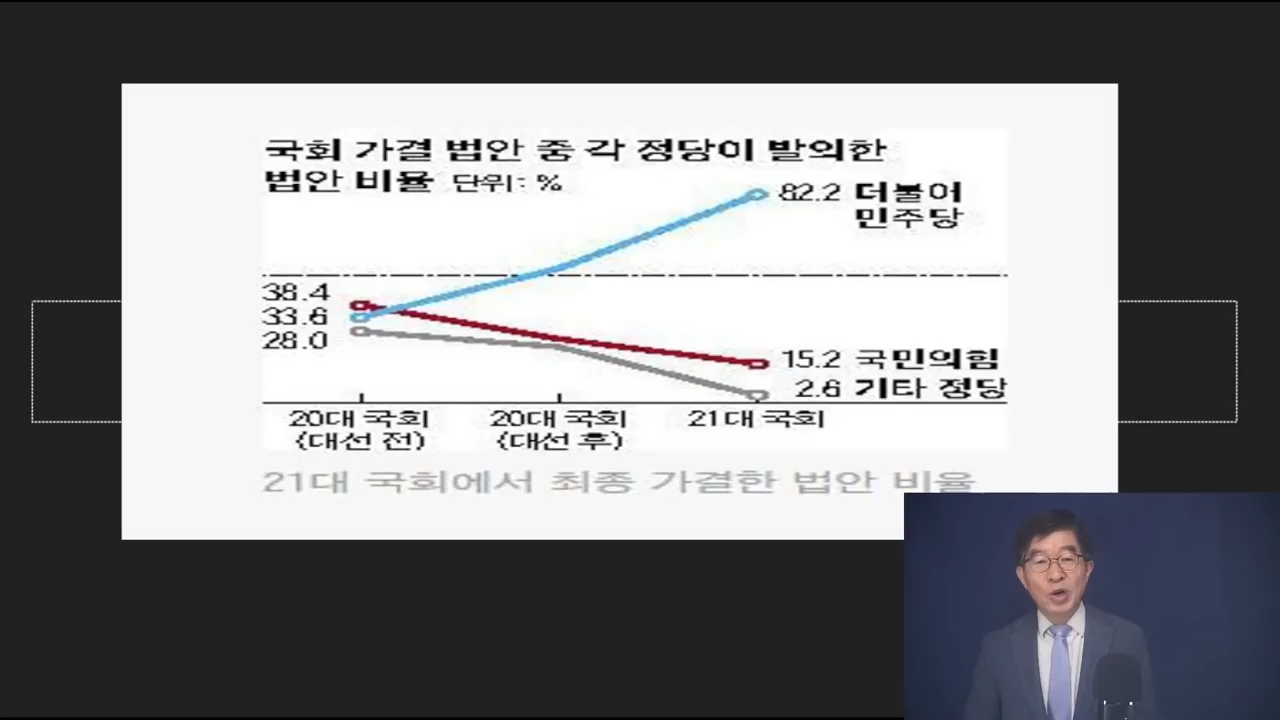 국회 가결 법안 중 각 정당이 발의한
법안 비율 단위: %
82.2 더불어
민주당
38.4
33.6
28.0
15.2 국민의힘
2.6 기타 정당
20대 국회
(대선 전)
20대 국회
(대선 후)
21대 국회
21대 국회에서 최종 가결한 법안 비율